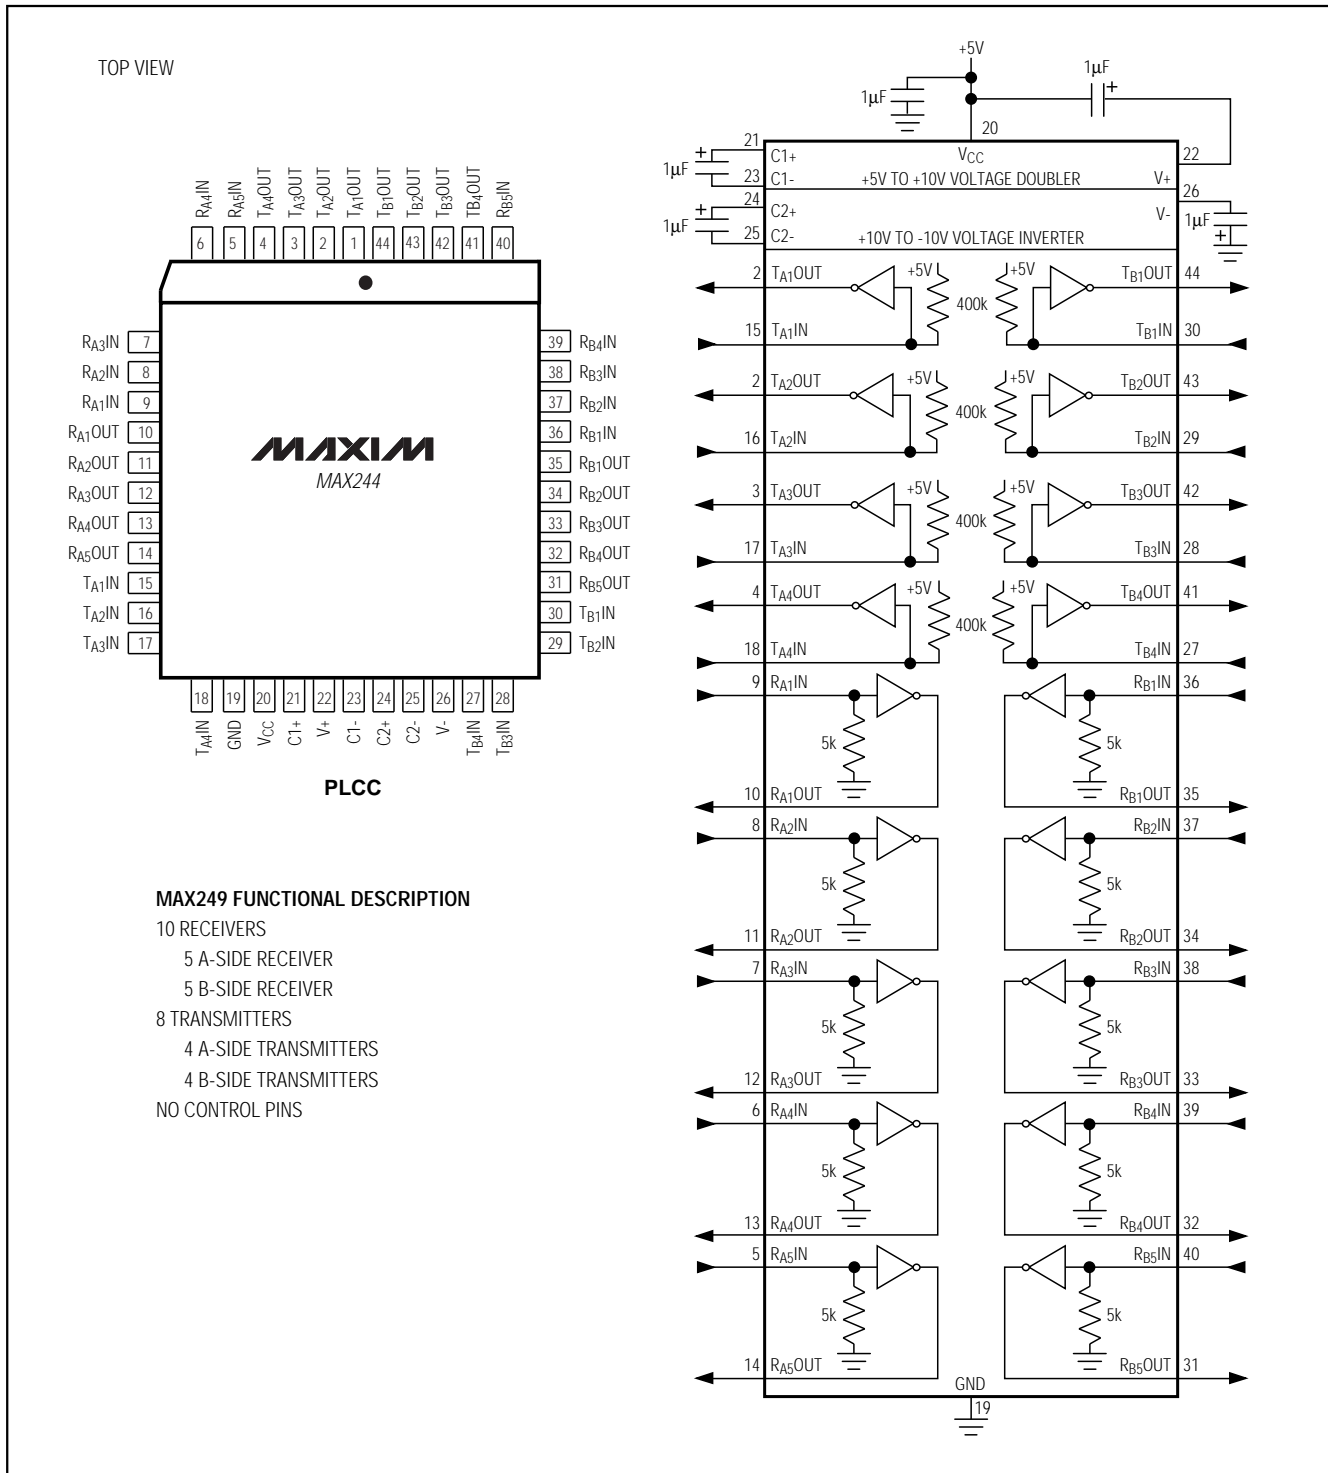 TOP VIEW
RA4IN RA5IN TA4OUT TA3OUT TA2OUT TA1OUT TB1OUT TB2OUT TB3OUT TB4OUT RB5IN
6 5 4 3 2 1 44 43 42 41 40
RA3IN 7
RA2IN 8
RA1IN 9
RA1OUT 10
RA2OUT 11
RA3OUT 12
RA4OUT 13
RA5OUT 14
TA1IN 15
TA2IN 16
TA3IN 17
MAXIM
MAX244
39 RB4IN
38 RB3IN
37 RB2IN
36 RB1IN
35 RB1OUT
34 RB2OUT
33 RB3OUT
32 RB4OUT
31 RB5OUT
30 TB1IN
29 TB2IN
18 19 20 21 22 23 24 25 26 27 28
TA4IN GND VCC C1+ V+ C1- C2+ C2- V- TB4IN TB3IN
PLCC
MAX249 FUNCTIONAL DESCRIPTION
10 RECEIVERS
5 A-SIDE RECEIVER
5 B-SIDE RECEIVER
8 TRANSMITTERS
4 A-SIDE TRANSMITTERS
4 B-SIDE TRANSMITTERS
NO CONTROL PINS
+5V
1µF 1µF +
20
21 C1+ VCC 22
+ 1µF
23 C1- +5V TO +10V VOLTAGE DOUBLER V+
24 C2+ V- 26
+ 1µF 1µF +
25 C2- +10V TO -10V VOLTAGE INVERTER
2 TA1OUT +5V +5V TB1OUT 44
400k
15 TA1IN TB1IN 30
2 TA2OUT +5V +5V TB2OUT 43
400k
16 TA2IN TB2IN 29
3 TA3OUT +5V +5V TB3OUT 42
400k
17 TA3IN TB3IN 28
4 TA4OUT +5V +5V TB4OUT 41
400k
18 TA4IN TB4IN 27
9 RA1IN RB1IN 36
5k 5k
10 RA1OUT RB1OUT 35
8 RA2IN RB2IN 37
5k 5k
11 RA2OUT RB2OUT 34
7 RA3IN RB3IN 38
5k 5k
12 RA3OUT RB3OUT 33
6 RA4IN RB4IN 39
5k 5k
13 RA4OUT RB4OUT 32
5 RA5IN RB5IN 40
5k 5k
14 RA5OUT RB5OUT 31
GND
19